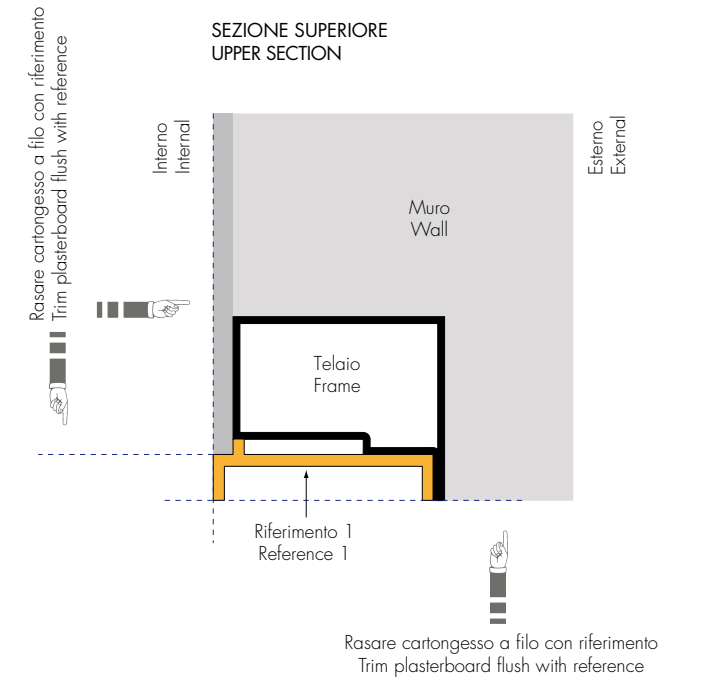 SEZIONE SUPERIORE
UPPER SECTION
Rasare cartongesso a filo con riferimento
Trim plasterboard flush with reference
Interno
Internal
Esterno
External
Muro
Wall
Telaio
Frame
Riferimento 1
Reference 1
Rasare cartongesso a filo con riferimento
Trim plasterboard flush with reference